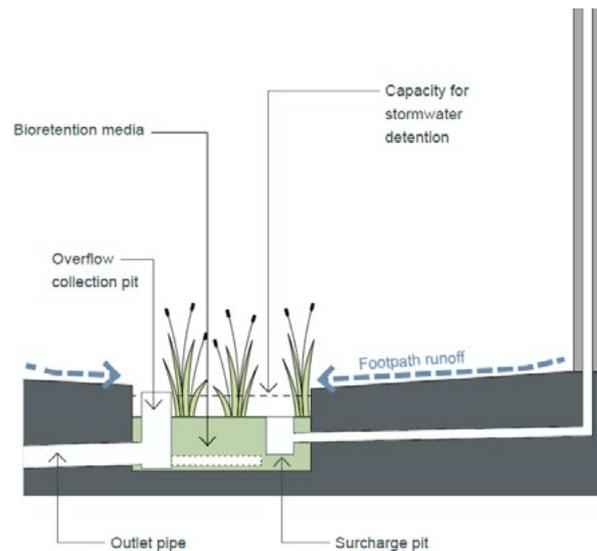 Capacity for
stormwater
detention
Bioretention media
Overflow
collection pit
Footpath runoff
Outlet pipe
Surcharge pit